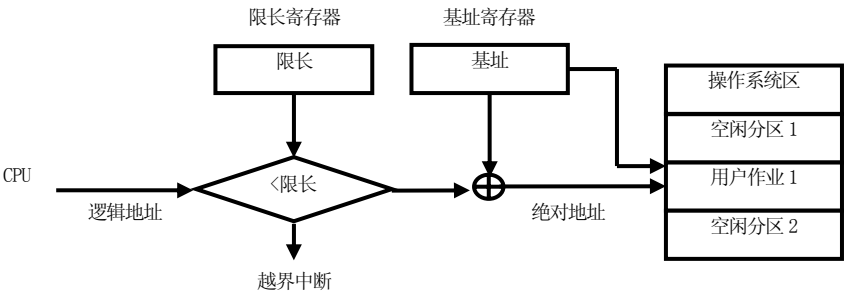 限长寄存器
基址寄存器
限长
基址
操作系统区
空闲分区 1
CPU
<限长
用户作业 1
逻辑地址
绝对地址
空闲分区 2
越界中断